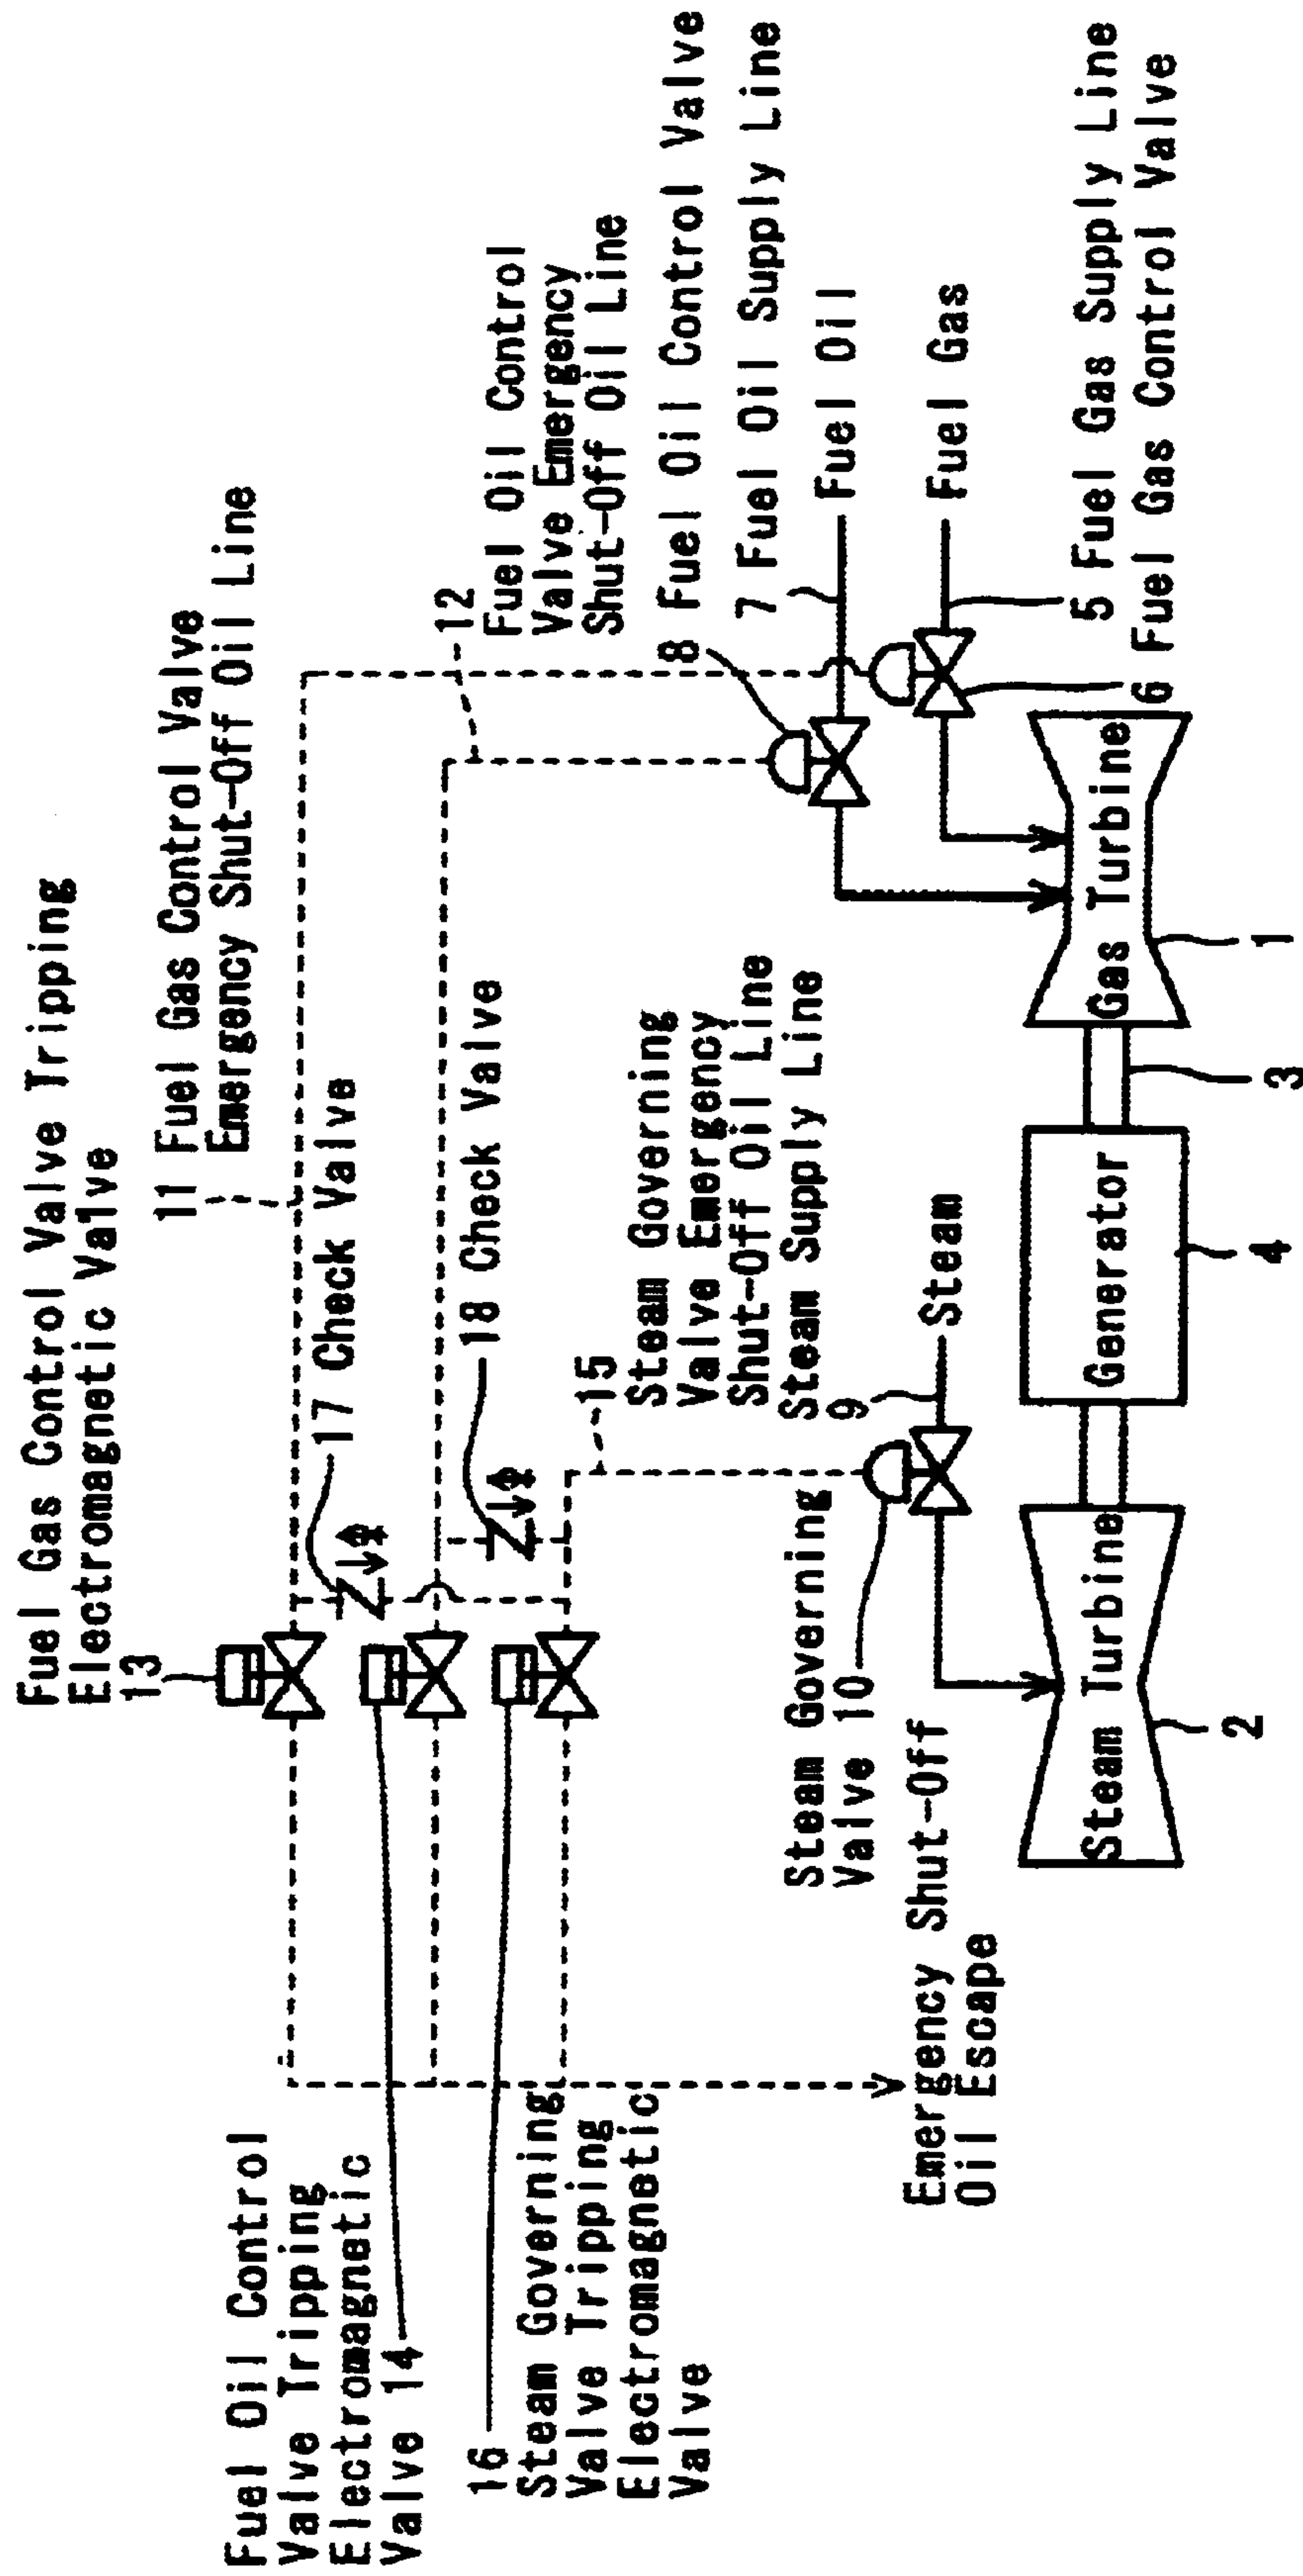 Fuel Gas Control Valve Tripping
Electromagnetic Valve
13
11 Fuel Gas Control Valve
Emergency Shut-Off Oil Line
17 Check Valve
18 Check Valve
12
Fuel Oil Control
Valve Emergency
Shut-Off Oil Line
8 Fuel Oil Control Valve
7 Fuel Oil Supply Line
Fuel Oil
Fuel Gas
5 Fuel Gas Supply Line
6 Fuel Gas Control Valve
Fuel Oil Control
Valve Tripping
Electromagnetic
Valve 14
16
Steam Governing
Valve Tripping
Electromagnetic
Valve
15
Steam Governing
Valve Emergency
Shut-Off Oil Line
Steam Supply Line
9
Steam
Steam Governing
Valve 10
Emergency Shut-Off
Oil Escape
Steam Turbine
Generator
Gas Turbine
2
4
3
1